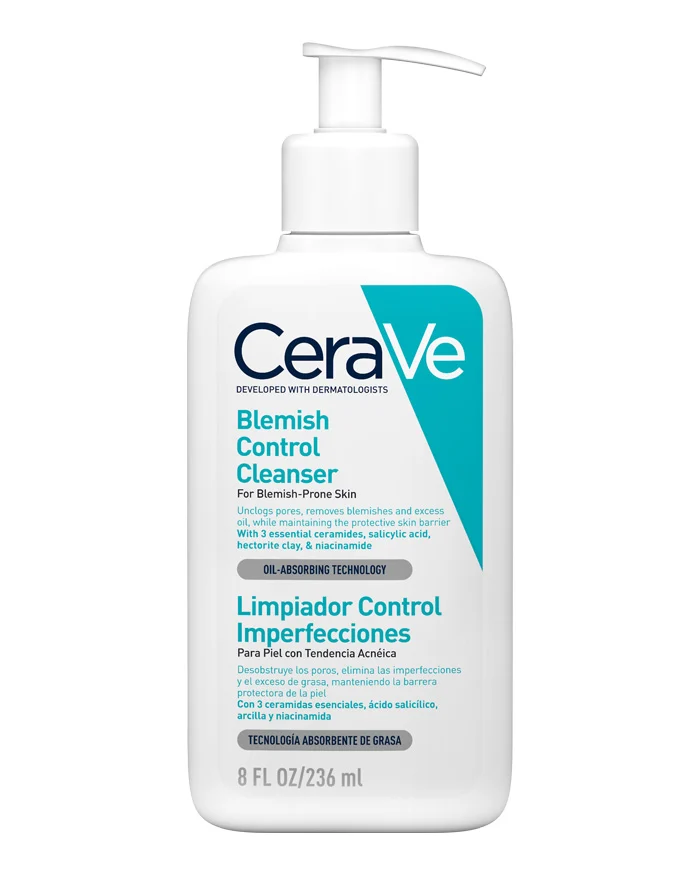 CeraVe
DEVELOPED WITH DERMATOLOGISTS
Blemish
Control
Cleanser
For Blemish-Prone Skin
Unclogs pores, removes blemishes and excess
oil, while maintaining the protective skin barrier
With 3 essential ceramides, salicylic acid,
hectorite clay, & niacinamide
OIL-ABSORBING TECHNOLOGY
Limpiador Control
Imperfecciones
Para Piel con Tendencia Acnéica
Desobstruye los poros, elimina las imperfecciones
y el exceso de grasa, manteniendo la barrera
protectora de la piel
Con 3 ceramidas esenciales, ácido salicílico,
arcilla y niacinamida
TECNOLOGÍA ABSORBENTE DE GRASA
8 FL OZ/236 ml